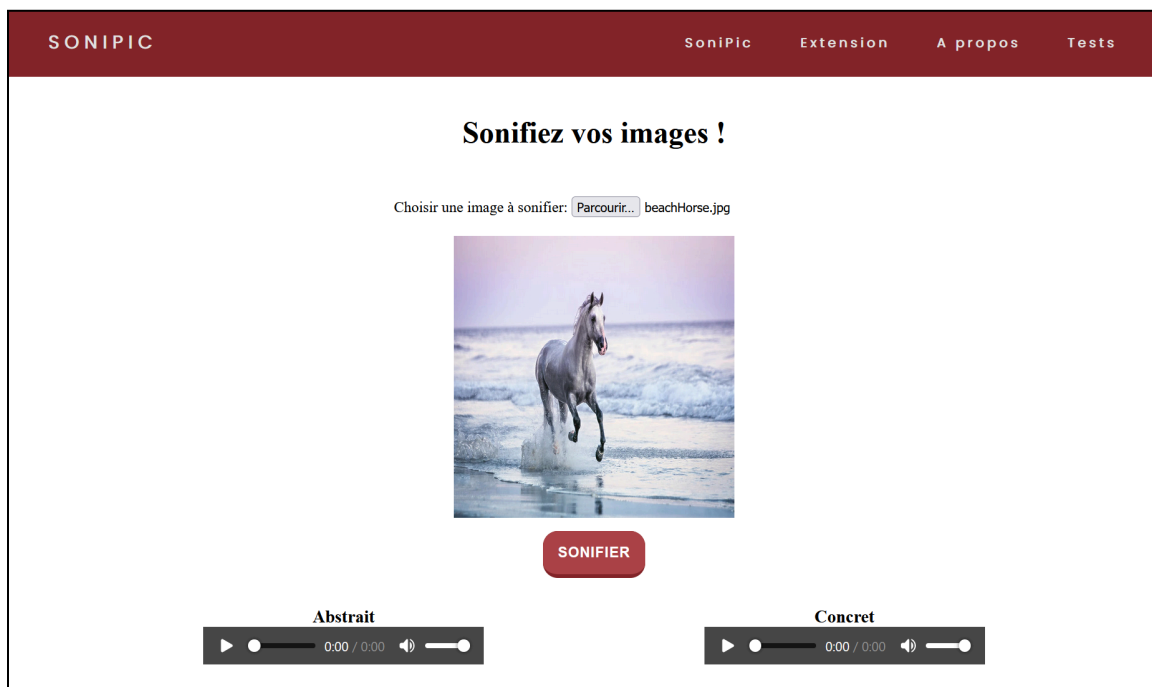 SONIPIC SoniPic Extension A propos Tests
Sonifiez vos images !
Choisir une image à sonifier: Parcourir... beachHorse.jpg
SONIFIER
Abstrait Concret
0:00 / 0:00 0:00 / 0:00